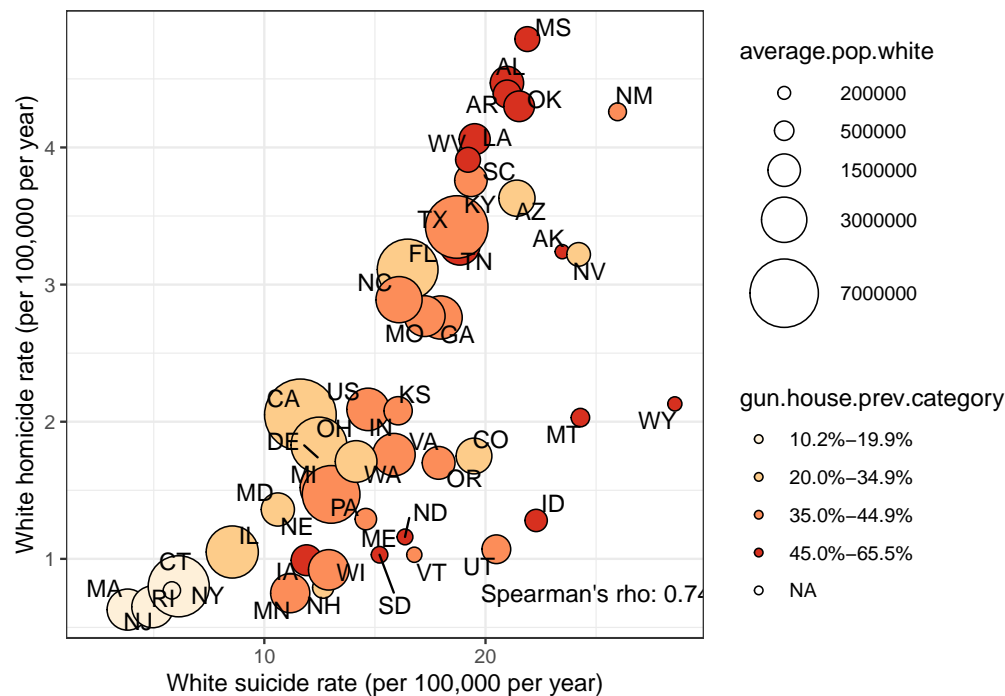 MS
AL
AR
OK
NM
WV
LA
SC
KY
AZ
TX
AK
FL
TN
NV
NC
MO
GA
CA
US
KS
WY
MT
DE
OH
IN
VA
CO
MI
WA
OR
MD
NE
PA
ND
ID
IL
ME
CT
IA
WI
VT
UT
MA
RI
NY
SD
NJ
MN
NH
Spearman's rho: 0.74
4
3
2
1
10
20
White homicide rate (per 100,000 per year)
White suicide rate (per 100,000 per year)
average.pop.white
200000
500000
1500000
3000000
7000000
gun.house.prev.category
10.2%−19.9%
20.0%−34.9%
35.0%−44.9%
45.0%−65.5%
NA